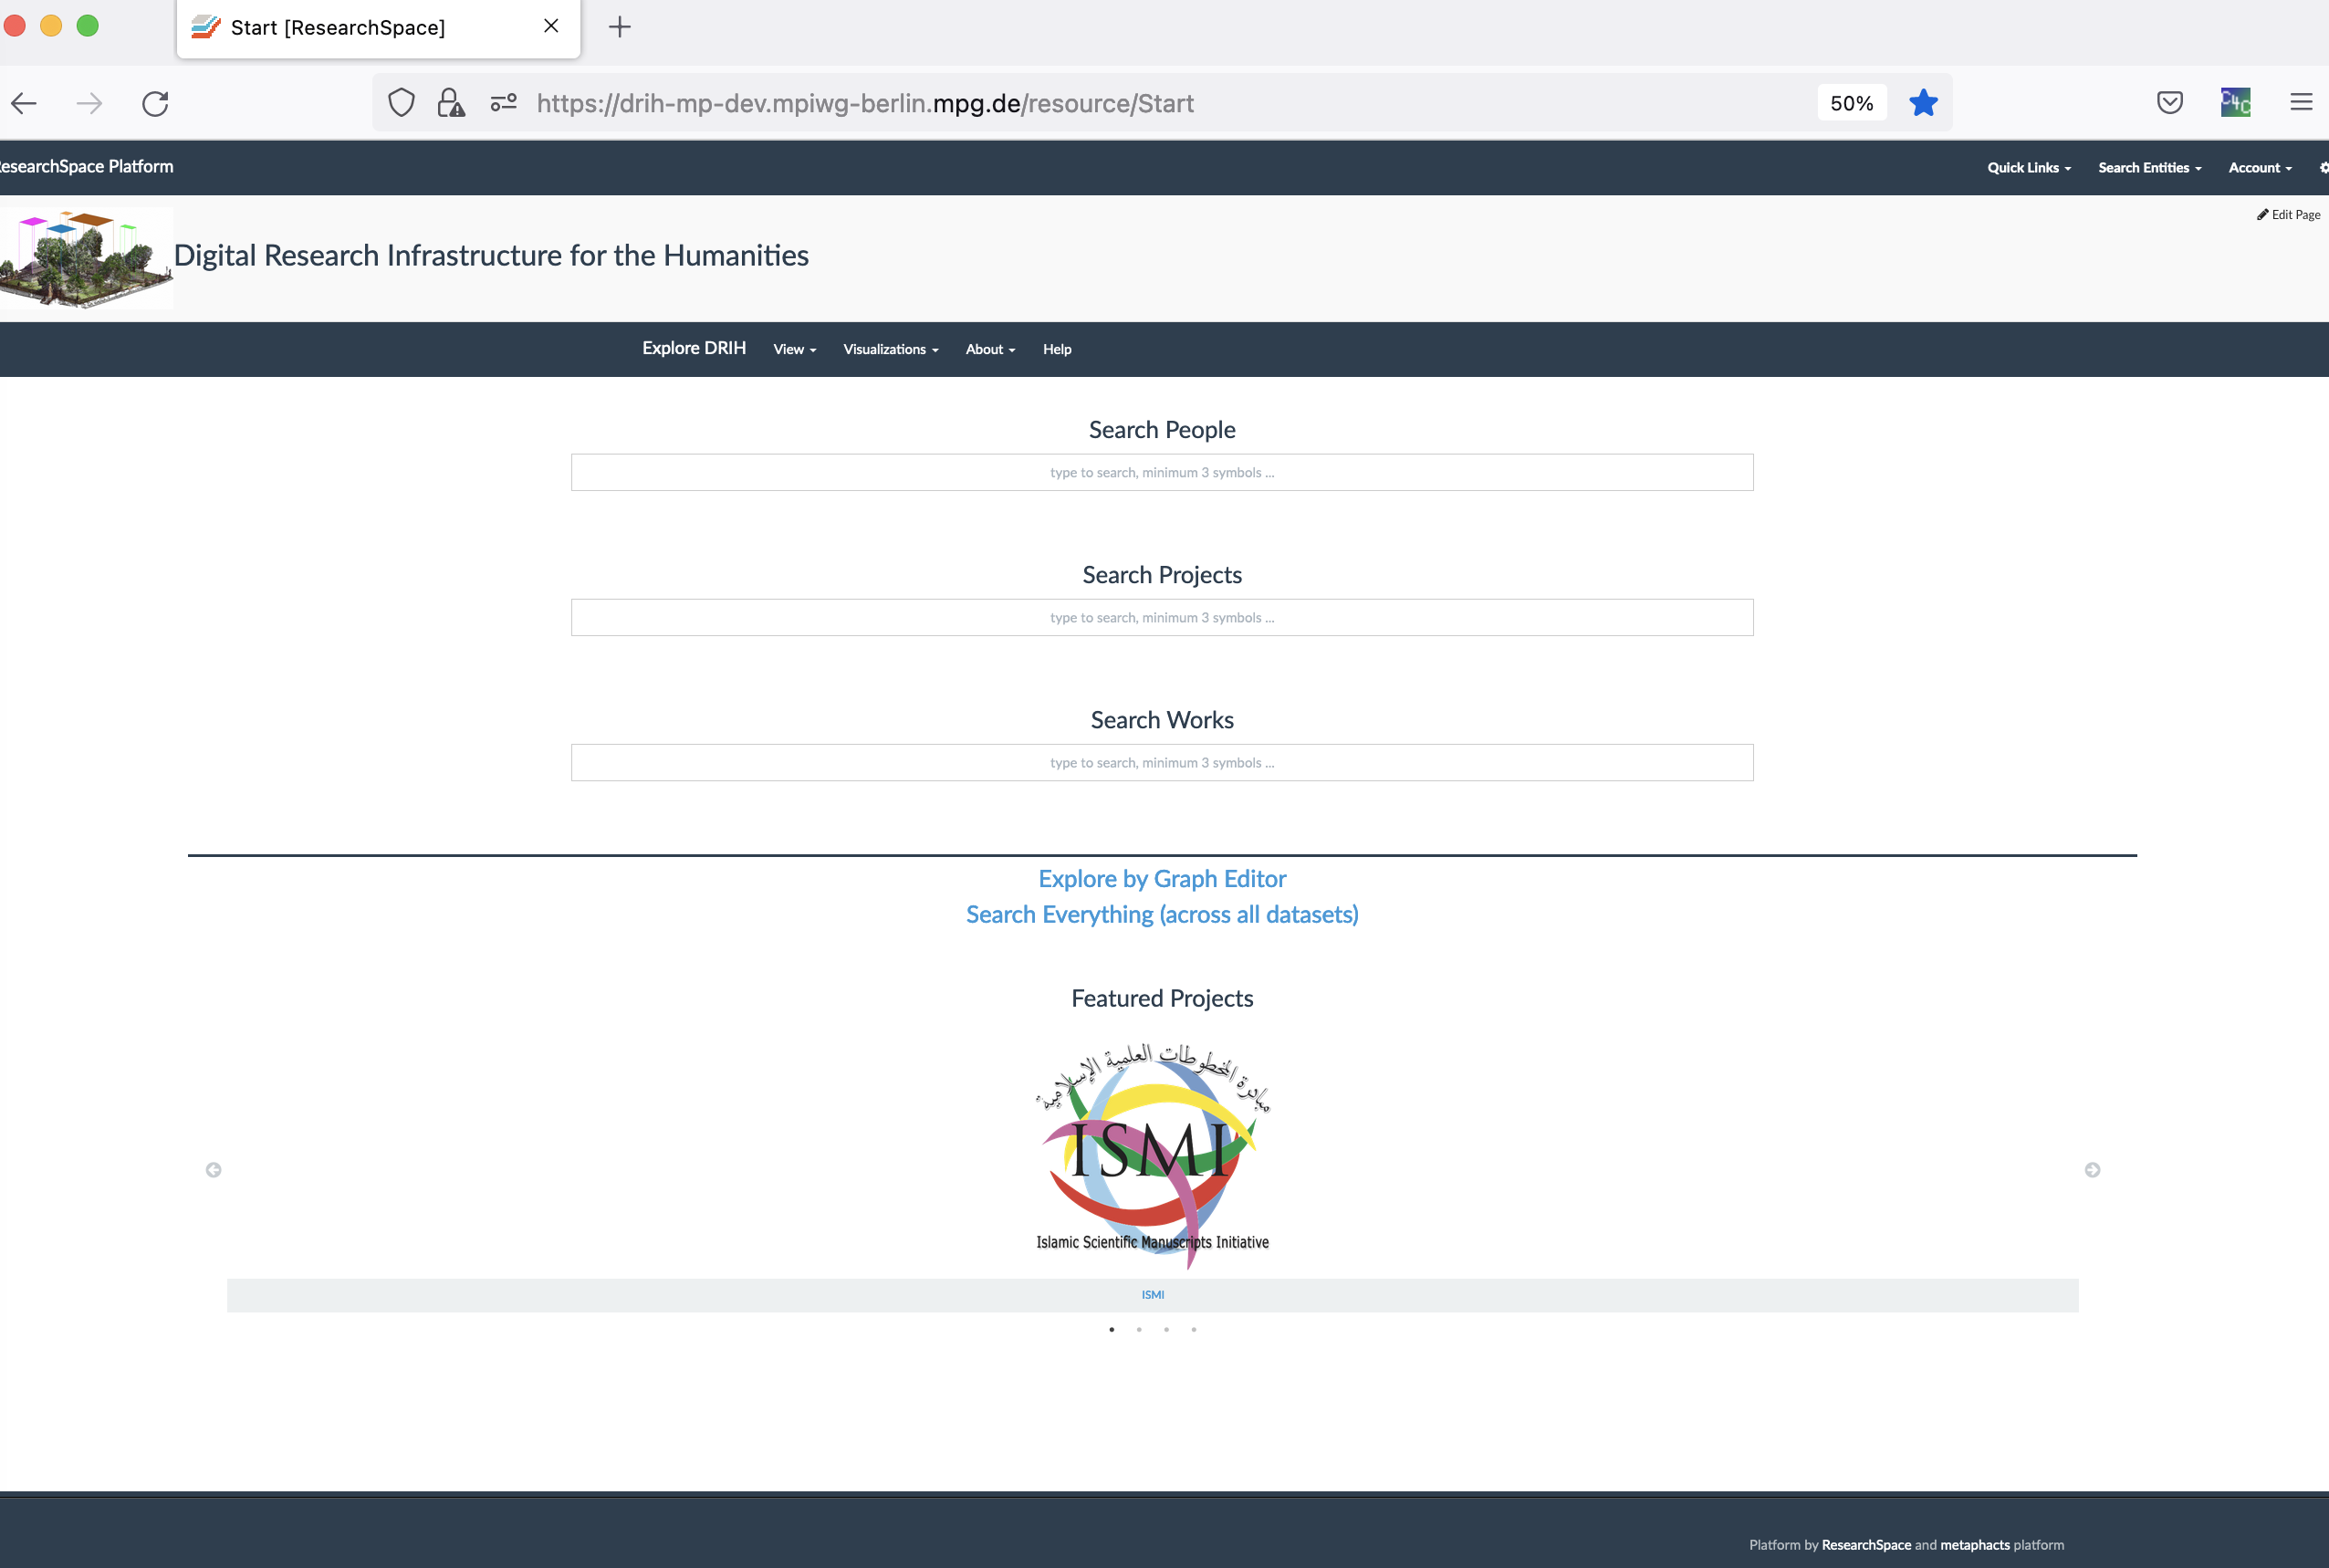 Start [ResearchSpace]
https://drih-mp-dev.mpiwg-berlin.mpg.de/resource/Start
50%
C4C
esearchSpace Platform
Quick Links
Search Entities
Account
Edit Page
Digital Research Infrastructure for the Humanities
Explore DRIH
View
Visualizations
About
Help
Search People
type to search, minimum 3 symbols ...
Search Projects
type to search, minimum 3 symbols ...
Search Works
type to search, minimum 3 symbols ...
Explore by Graph Editor
Search Everything (across all datasets)
Featured Projects
مبادرة المخطوطات العلمية الإسلامية
ISMI
Islamic Scientific Manuscripts Initiative
ISMI
Platform by ResearchSpace and metaphacts platform